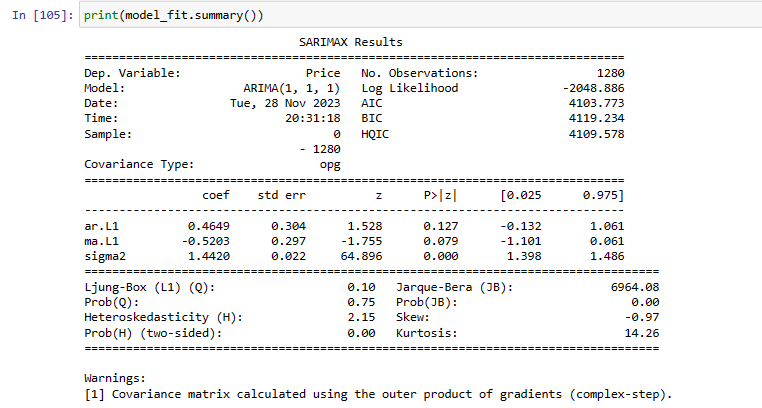 In [105]: print(model_fit.summary())
SARIMAX Results
==============================================================================
Dep. Variable:                  Price   No. Observations:                 1280
Model:                 ARIMA(1, 1, 1)   Log Likelihood               -2048.886
Date:                Tue, 28 Nov 2023   AIC                           4103.773
Time:                        20:31:18   BIC                           4119.234
Sample:                             0   HQIC                          4109.578
- 1280
Covariance Type:                  opg
==============================================================================
coef    std err          z      P>|z|      [0.025      0.975]
------------------------------------------------------------------------------
ar.L1          0.4649      0.304      1.528      0.127      -0.132       1.061
ma.L1         -0.5203      0.297     -1.755      0.079      -1.101       0.061
sigma2         1.4420      0.022     64.896      0.000       1.398       1.486
===================================================================================
Ljung-Box (L1) (Q):                   0.10   Jarque-Bera (JB):              6964.08
Prob(Q):                              0.75   Prob(JB):                         0.00
Heteroskedasticity (H):               2.15   Skew:                            -0.97
Prob(H) (two-sided):                  0.00   Kurtosis:                        14.26
===================================================================================
Warnings:
[1] Covariance matrix calculated using the outer product of gradients (complex-step).